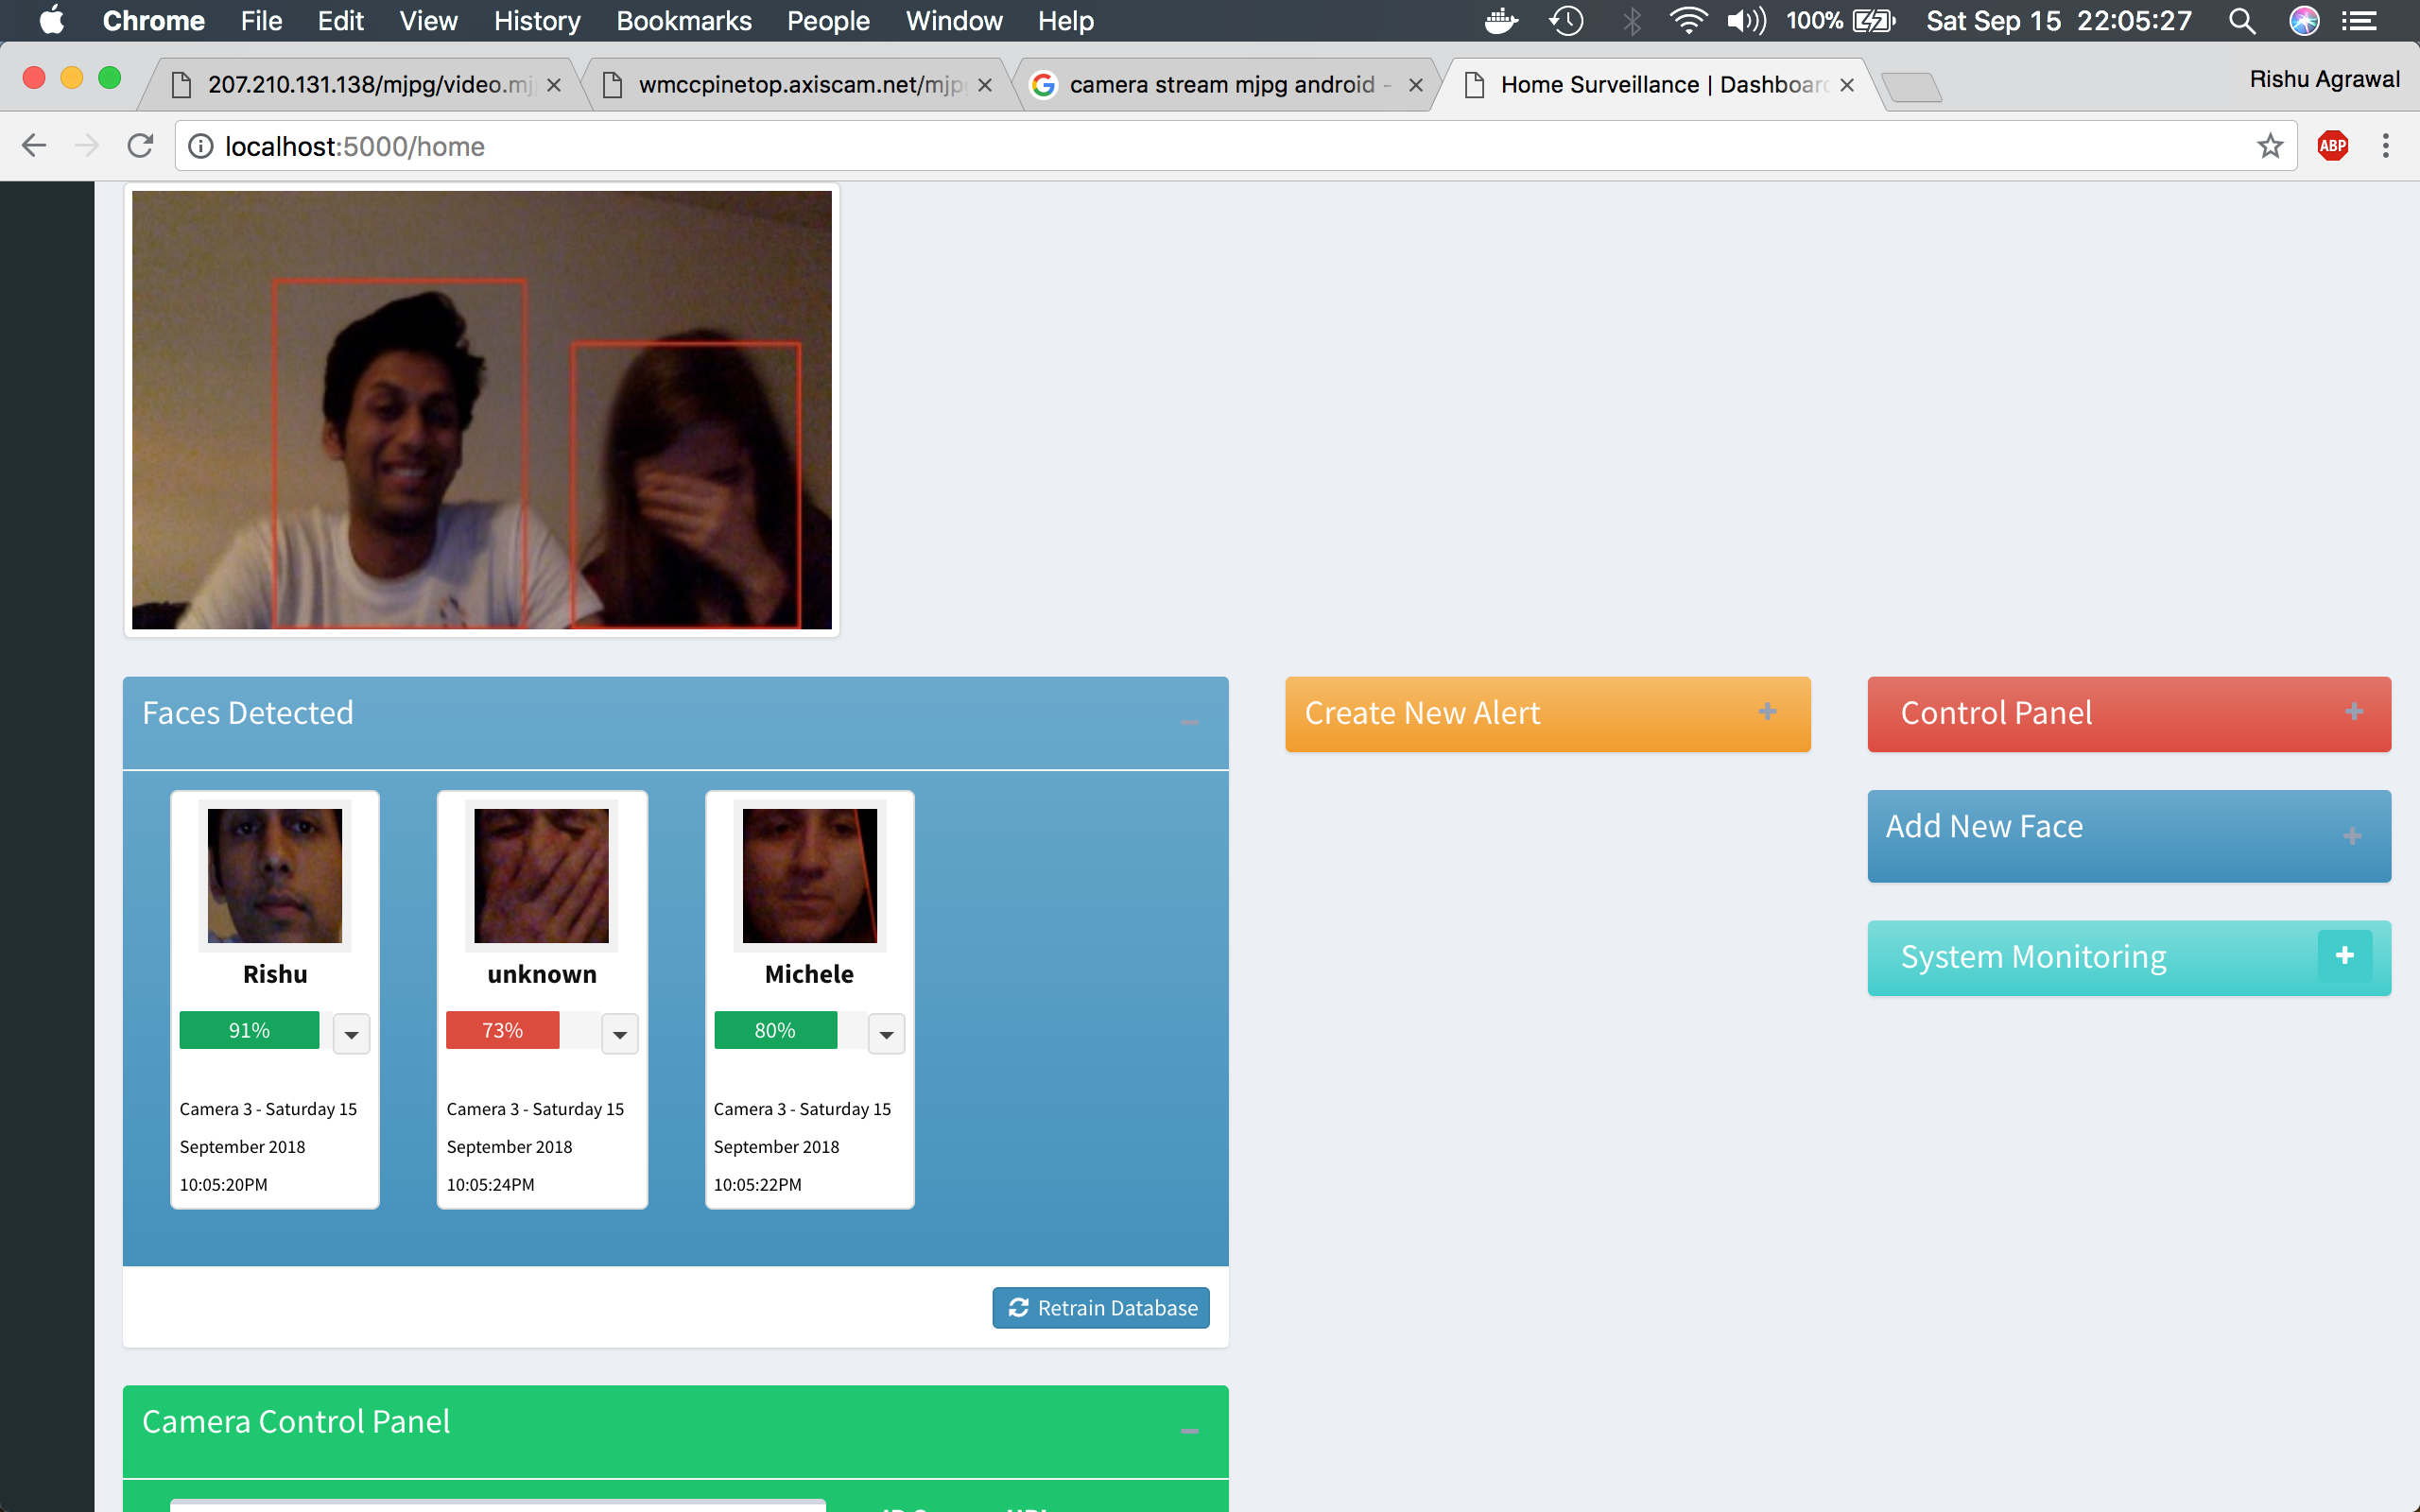 Chrome File Edit View History Bookmarks People Window Help 100% Sat Sep 15 22:05:27
207.210.131.138/mjpg/video.mj wmccpinetop.axiscam.net/mjp camera stream mjpg android - Home Surveillance | Dashboard Rishu Agrawal
localhost:5000/home ABP
Faces Detected
Create New Alert
Control Panel
Add New Face
System Monitoring
Rishu
91%
Camera 3 - Saturday 15
September 2018
10:05:20PM
unknown
73%
Camera 3 - Saturday 15
September 2018
10:05:24PM
Michele
80%
Camera 3 - Saturday 15
September 2018
10:05:22PM
Retrain Database
Camera Control Panel